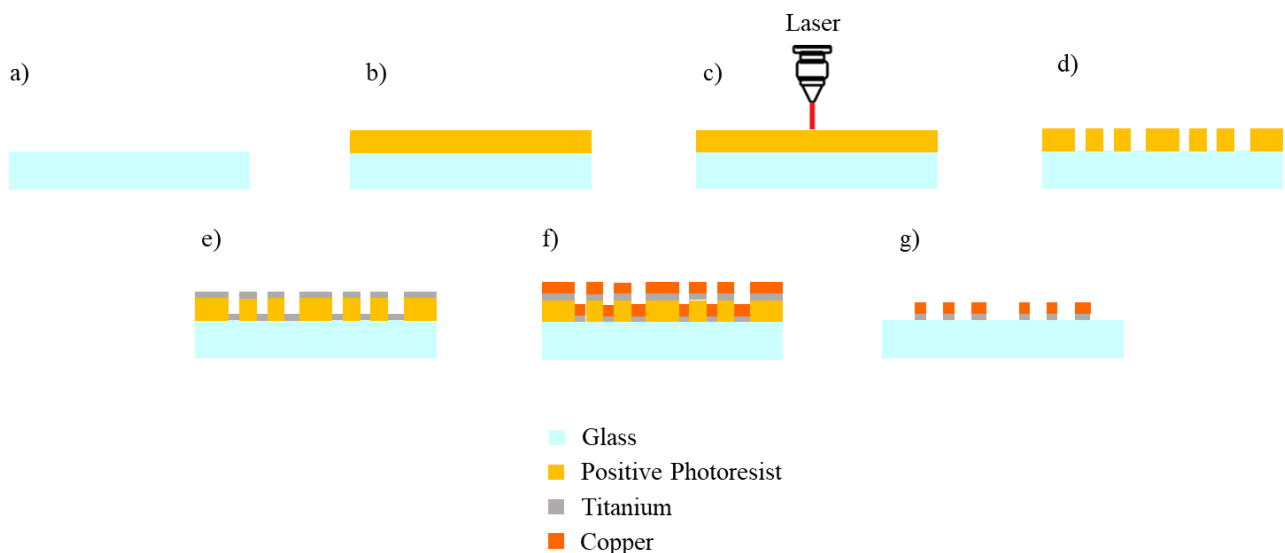 Laser
a)
b)
c)
d)
e)
f)
g)
Glass
Positive Photoresist
Titanium
Copper